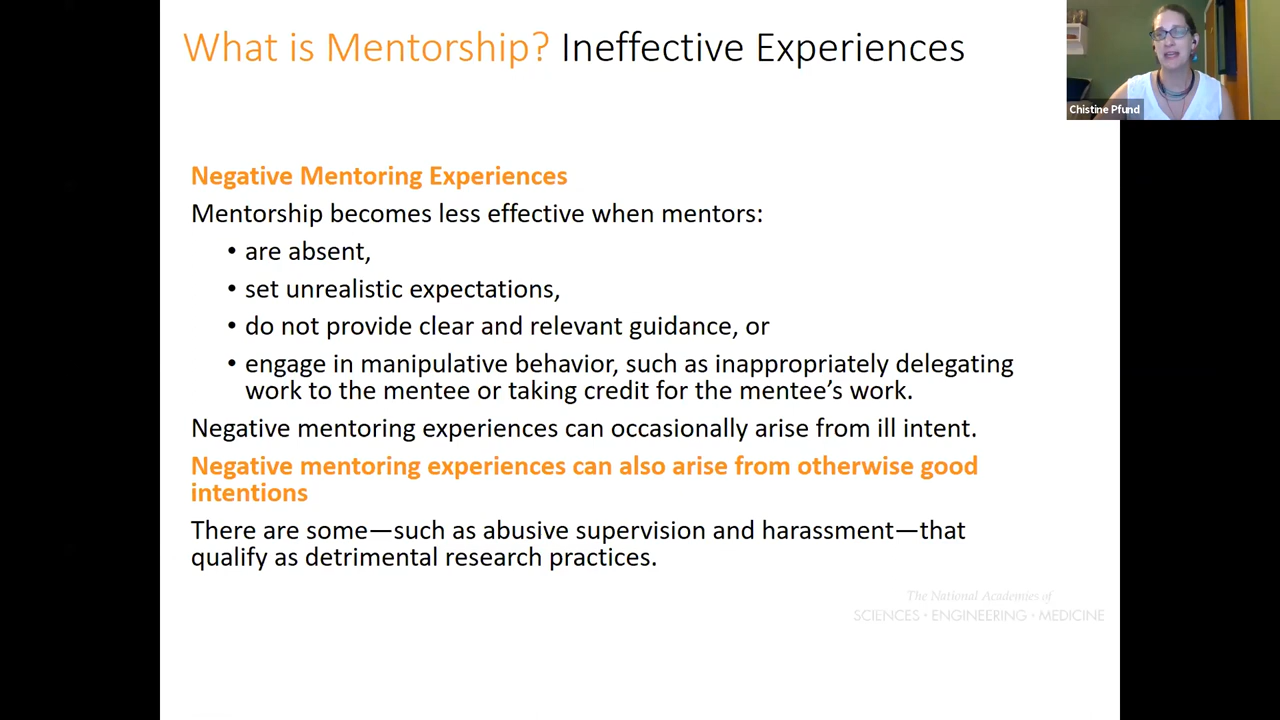 What is Mentorship? Ineffective Experiences
Chistine Pfund
Negative Mentoring Experiences
Mentorship becomes less effective when mentors:
• are absent,
• set unrealistic expectations,
• do not provide clear and relevant guidance, or
• engage in manipulative behavior, such as inappropriately delegating
work to the mentee or taking credit for the mentee’s work.
Negative mentoring experiences can occasionally arise from ill intent.
Negative mentoring experiences can also arise from otherwise good
intentions
There are some—such as abusive supervision and harassment—that
qualify as detrimental research practices.
The National Academies of
SCIENCES · ENGINEERING · MEDICINE